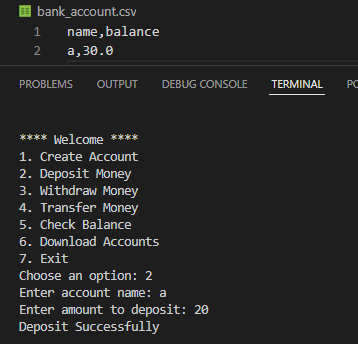 bank_account.csv
1 name,balance
2 a,30.0
PROBLEMS OUTPUT DEBUG CONSOLE TERMINAL
**** Welcome ****
1. Create Account
2. Deposit Money
3. Withdraw Money
4. Transfer Money
5. Check Balance
6. Download Accounts
7. Exit
Choose an option: 2
Enter account name: a
Enter amount to deposit: 20
Deposit Successfully